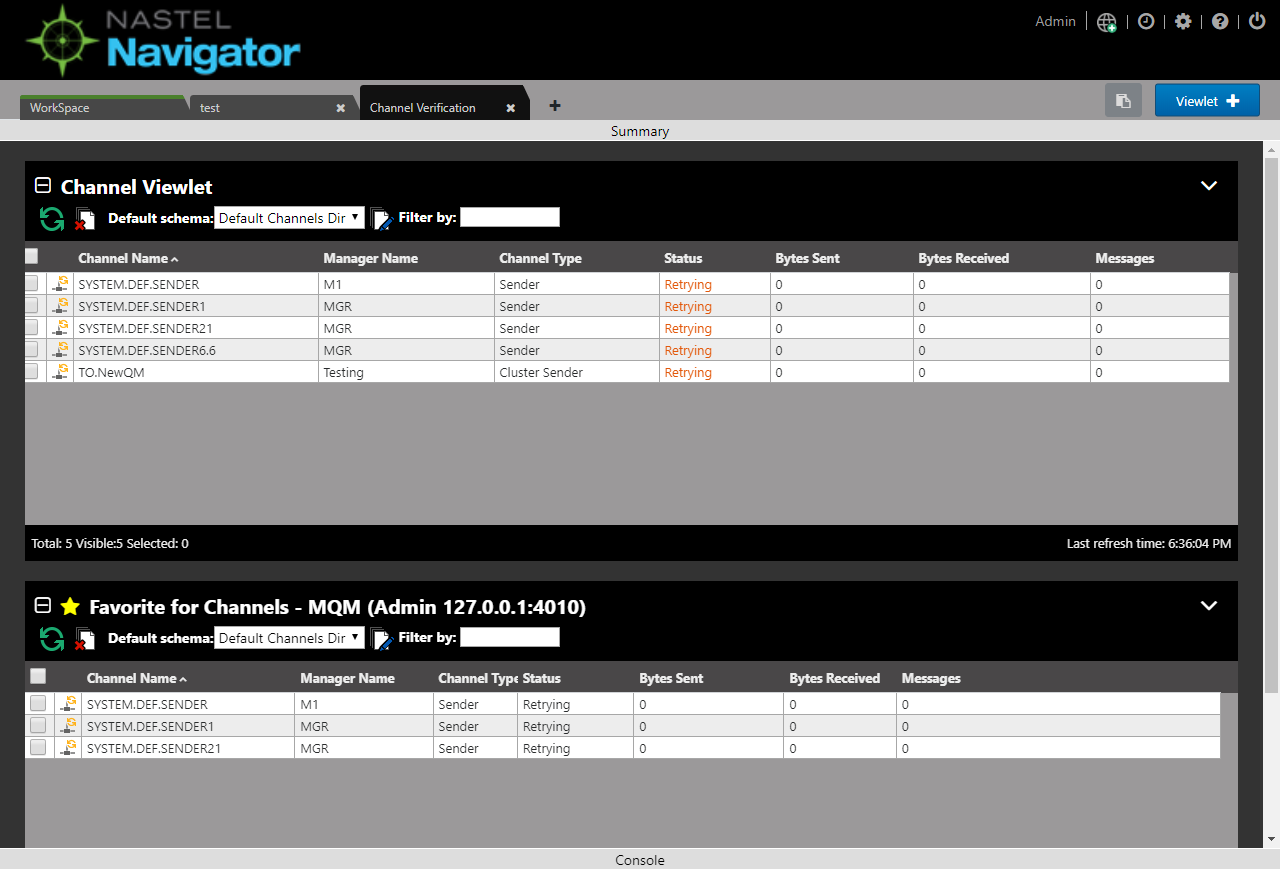 NASTEL
Navigator
Admin
WorkSpace test Channel Verification
Viewlet
Summary
Channel Viewlet
Default schema: Default Channels Dir Filter by:
Channel Name Manager Name Channel Type Status Bytes Sent Bytes Received Messages
SYSTEM.DEF.SENDER M1 Sender Retrying 0 0 0
SYSTEM.DEF.SENDER1 MGR Sender Retrying 0 0 0
SYSTEM.DEF.SENDER21 MGR Sender Retrying 0 0 0
SYSTEM.DEF.SENDER6.6 MGR Sender Retrying 0 0 0
TO.NewQM Testing Cluster Sender Retrying 0 0 0
Total: 5 Visible:5 Selected: 0 Last refresh time: 6:36:04 PM
Favorite for Channels - MQM (Admin 127.0.0.1:4010)
Default schema: Default Channels Dir Filter by:
Channel Name Manager Name Channel Type Status Bytes Sent Bytes Received Messages
SYSTEM.DEF.SENDER M1 Sender Retrying 0 0 0
SYSTEM.DEF.SENDER1 MGR Sender Retrying 0 0 0
SYSTEM.DEF.SENDER21 MGR Sender Retrying 0 0 0
Console